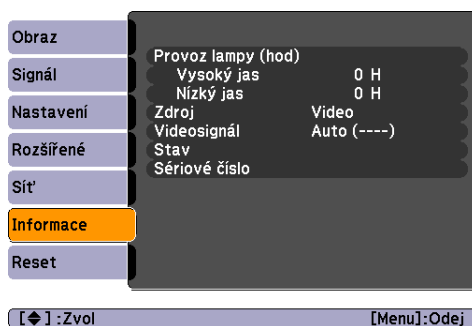 Obraz
Signál
Nastavení
Rozšířené
Síť
Informace
Reset
Provoz lampy (hod)
Vysoký jas 0 H
Nízký jas 0 H
Zdroj Video
Videosignál Auto (----)
Stav
Sériové číslo
[◆] :Zvol [Menu]:Odej